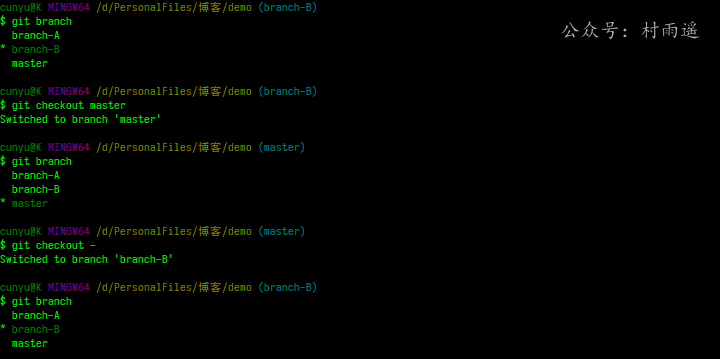 cunyu@K MINGW64 /d/PersonalFiles/博客/demo (branch-B)
$ git branch
  branch-A
* branch-B
  master
公众号: 村雨遥
cunyu@K MINGW64 /d/PersonalFiles/博客/demo (branch-B)
$ git checkout master
Switched to branch 'master'
cunyu@K MINGW64 /d/PersonalFiles/博客/demo (master)
$ git branch
  branch-A
  branch-B
* master
cunyu@K MINGW64 /d/PersonalFiles/博客/demo (master)
$ git checkout -
Switched to branch 'branch-B'
cunyu@K MINGW64 /d/PersonalFiles/博客/demo (branch-B)
$ git branch
  branch-A
* branch-B
  master